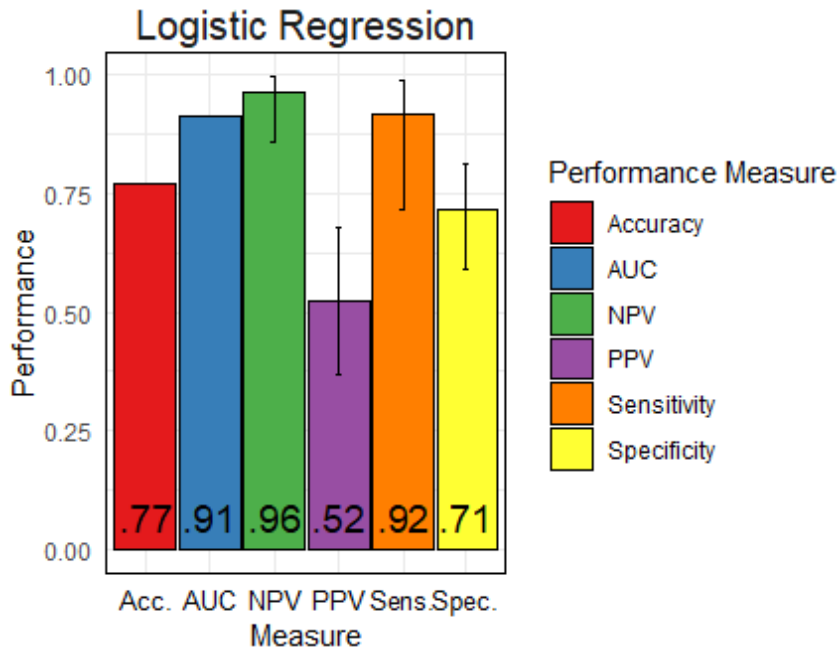 Logistic Regression
Performance
1.00
0.75
0.50
0.25
0.00
.77 .91 .96 .52 .92 .71
Acc. AUC NPV PPV Sens. Spec.
Measure
Performance Measure
Accuracy
AUC
NPV
PPV
Sensitivity
Specificity